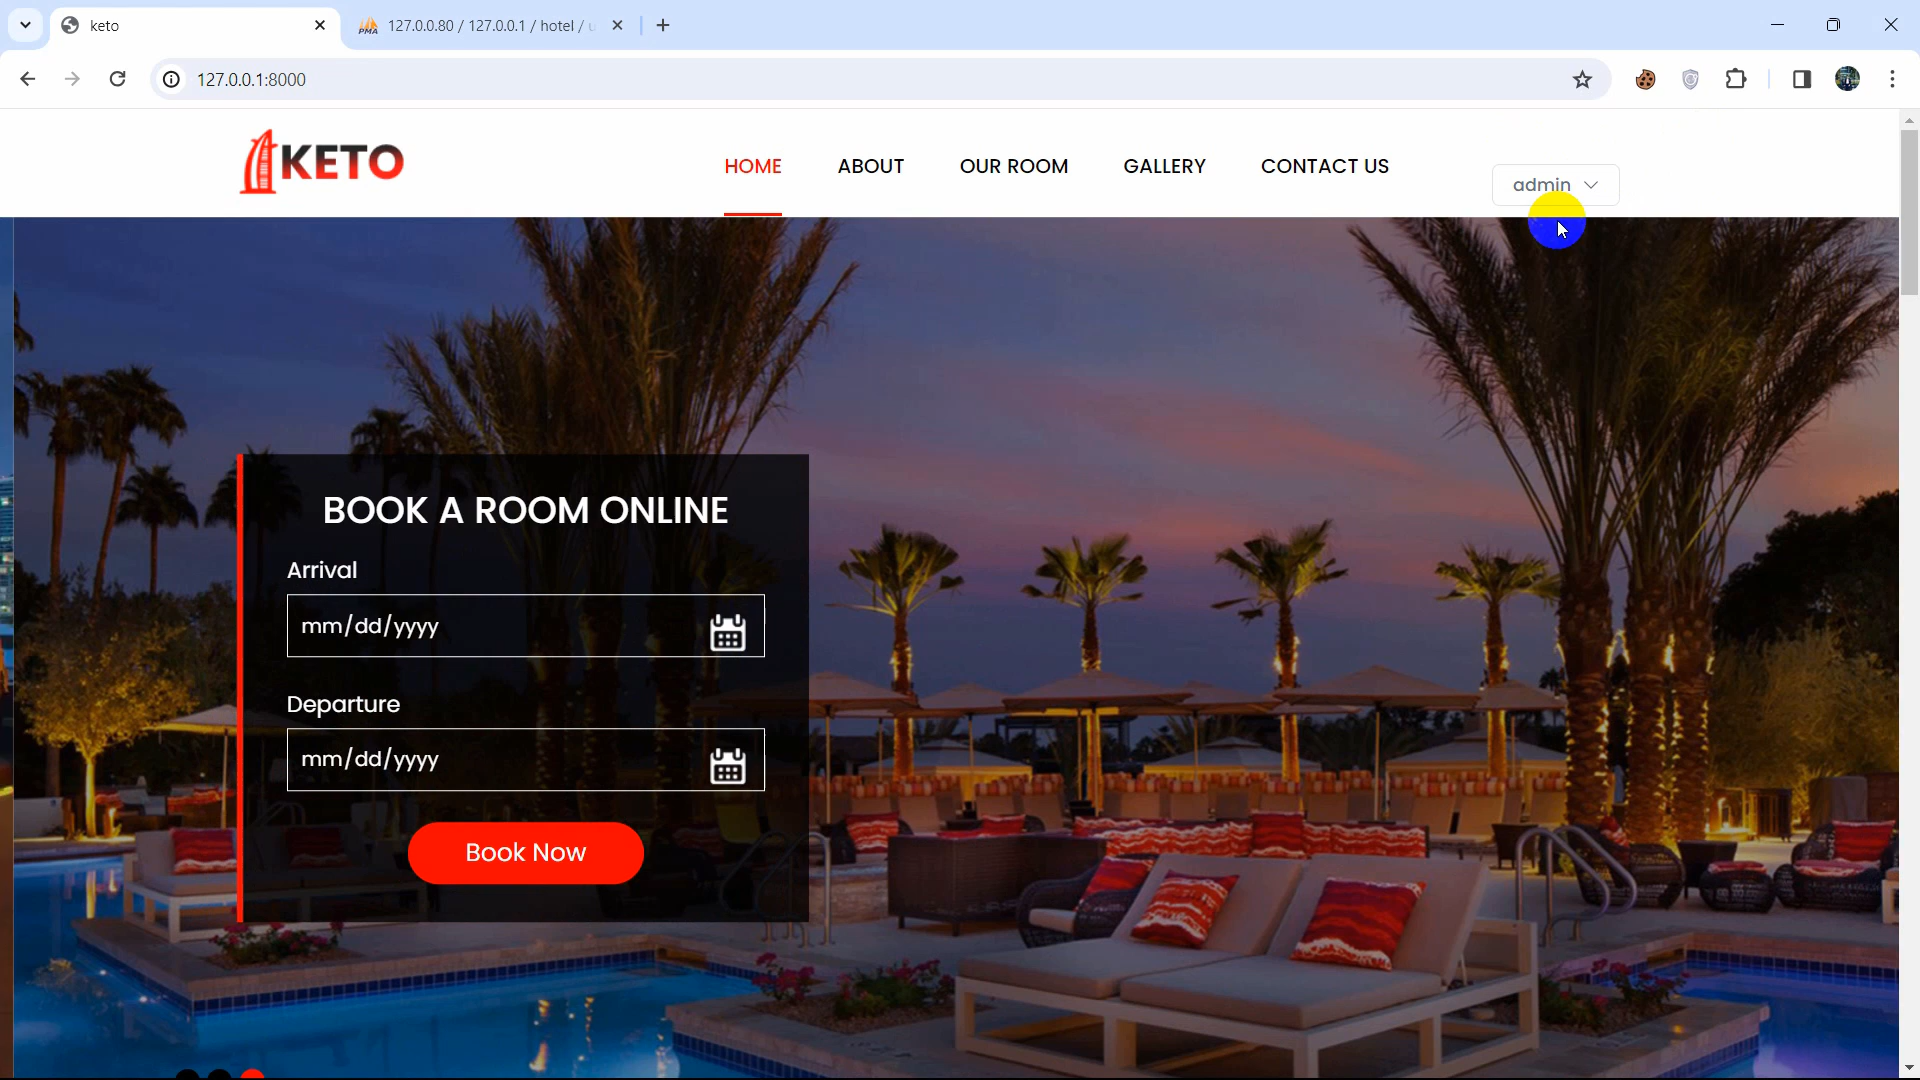 keto
PMA 127.0.0.80 / 127.0.0.1 / hotel / u
127.0.0.1:8000
KETO
HOME
ABOUT
OUR ROOM
GALLERY
CONTACT US
admin
BOOK A ROOM ONLINE
Arrival
mm/dd/yyyy
Departure
mm/dd/yyyy
Book Now